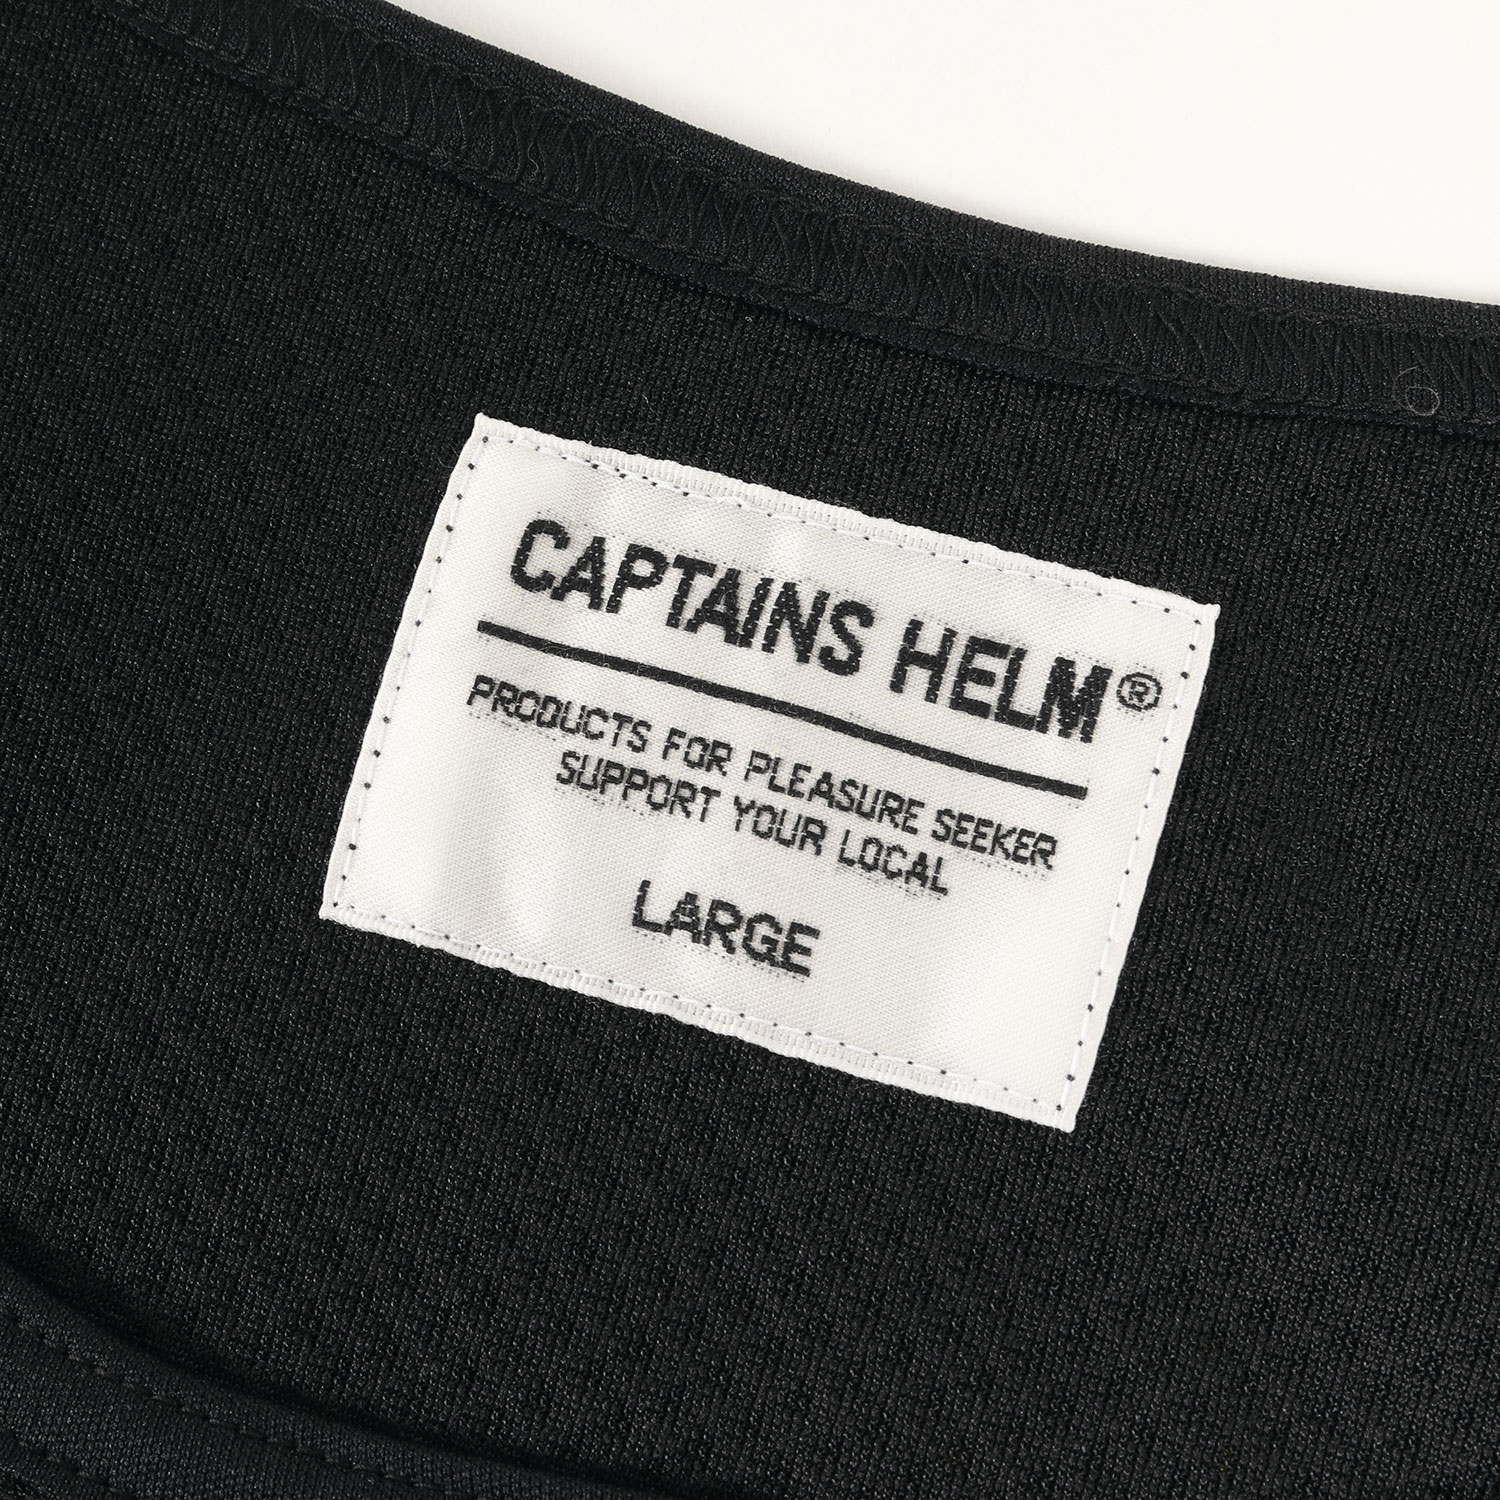 CAPTAINS HELM®
PRODUCTS FOR PLEASURE SEEKER
SUPPORT YOUR LOCAL
LARGE